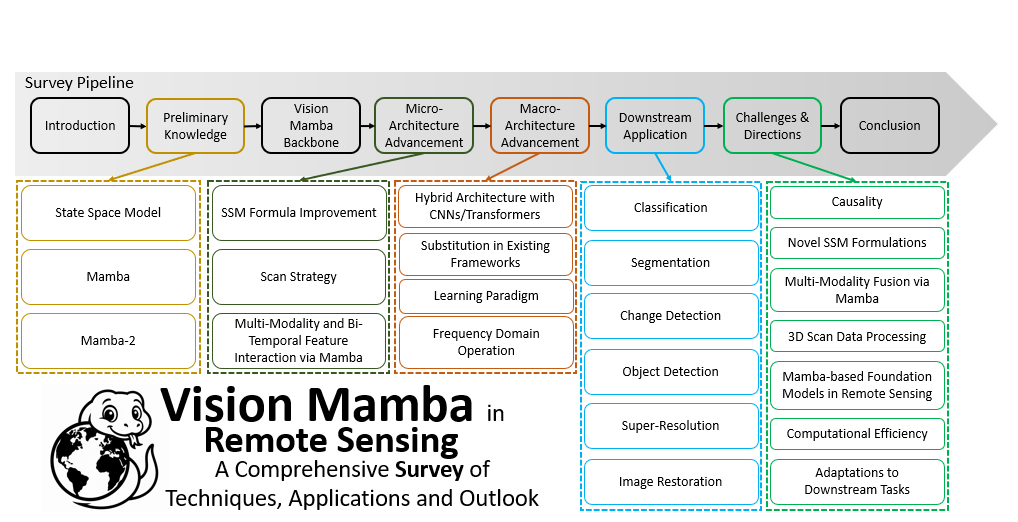 Survey Pipeline
Introduction
Preliminary
Knowledge
Vision
Mamba
Backbone
Micro-
Architecture
Advancement
Macro-
Architecture
Advancement
Downstream
Application
Challenges &
Directions
Conclusion
State Space Model
Mamba
Mamba-2
SSM Formula Improvement
Scan Strategy
Multi-Modality and Bi-
Temporal Feature
Interaction via Mamba
Hybrid Architecture with
CNNs/Transformers
Substitution in Existing
Frameworks
Learning Paradigm
Frequency Domain
Operation
Classification
Segmentation
Change Detection
Object Detection
Super-Resolution
Image Restoration
Causality
Novel SSM Formulations
Multi-Modality Fusion via
Mamba
3D Scan Data Processing
Mamba-based Foundation
Models in Remote Sensing
Computational Efficiency
Adaptations to
Downstream Tasks
Vision Mamba in
Remote Sensing
A Comprehensive Survey of
Techniques, Applications and Outlook